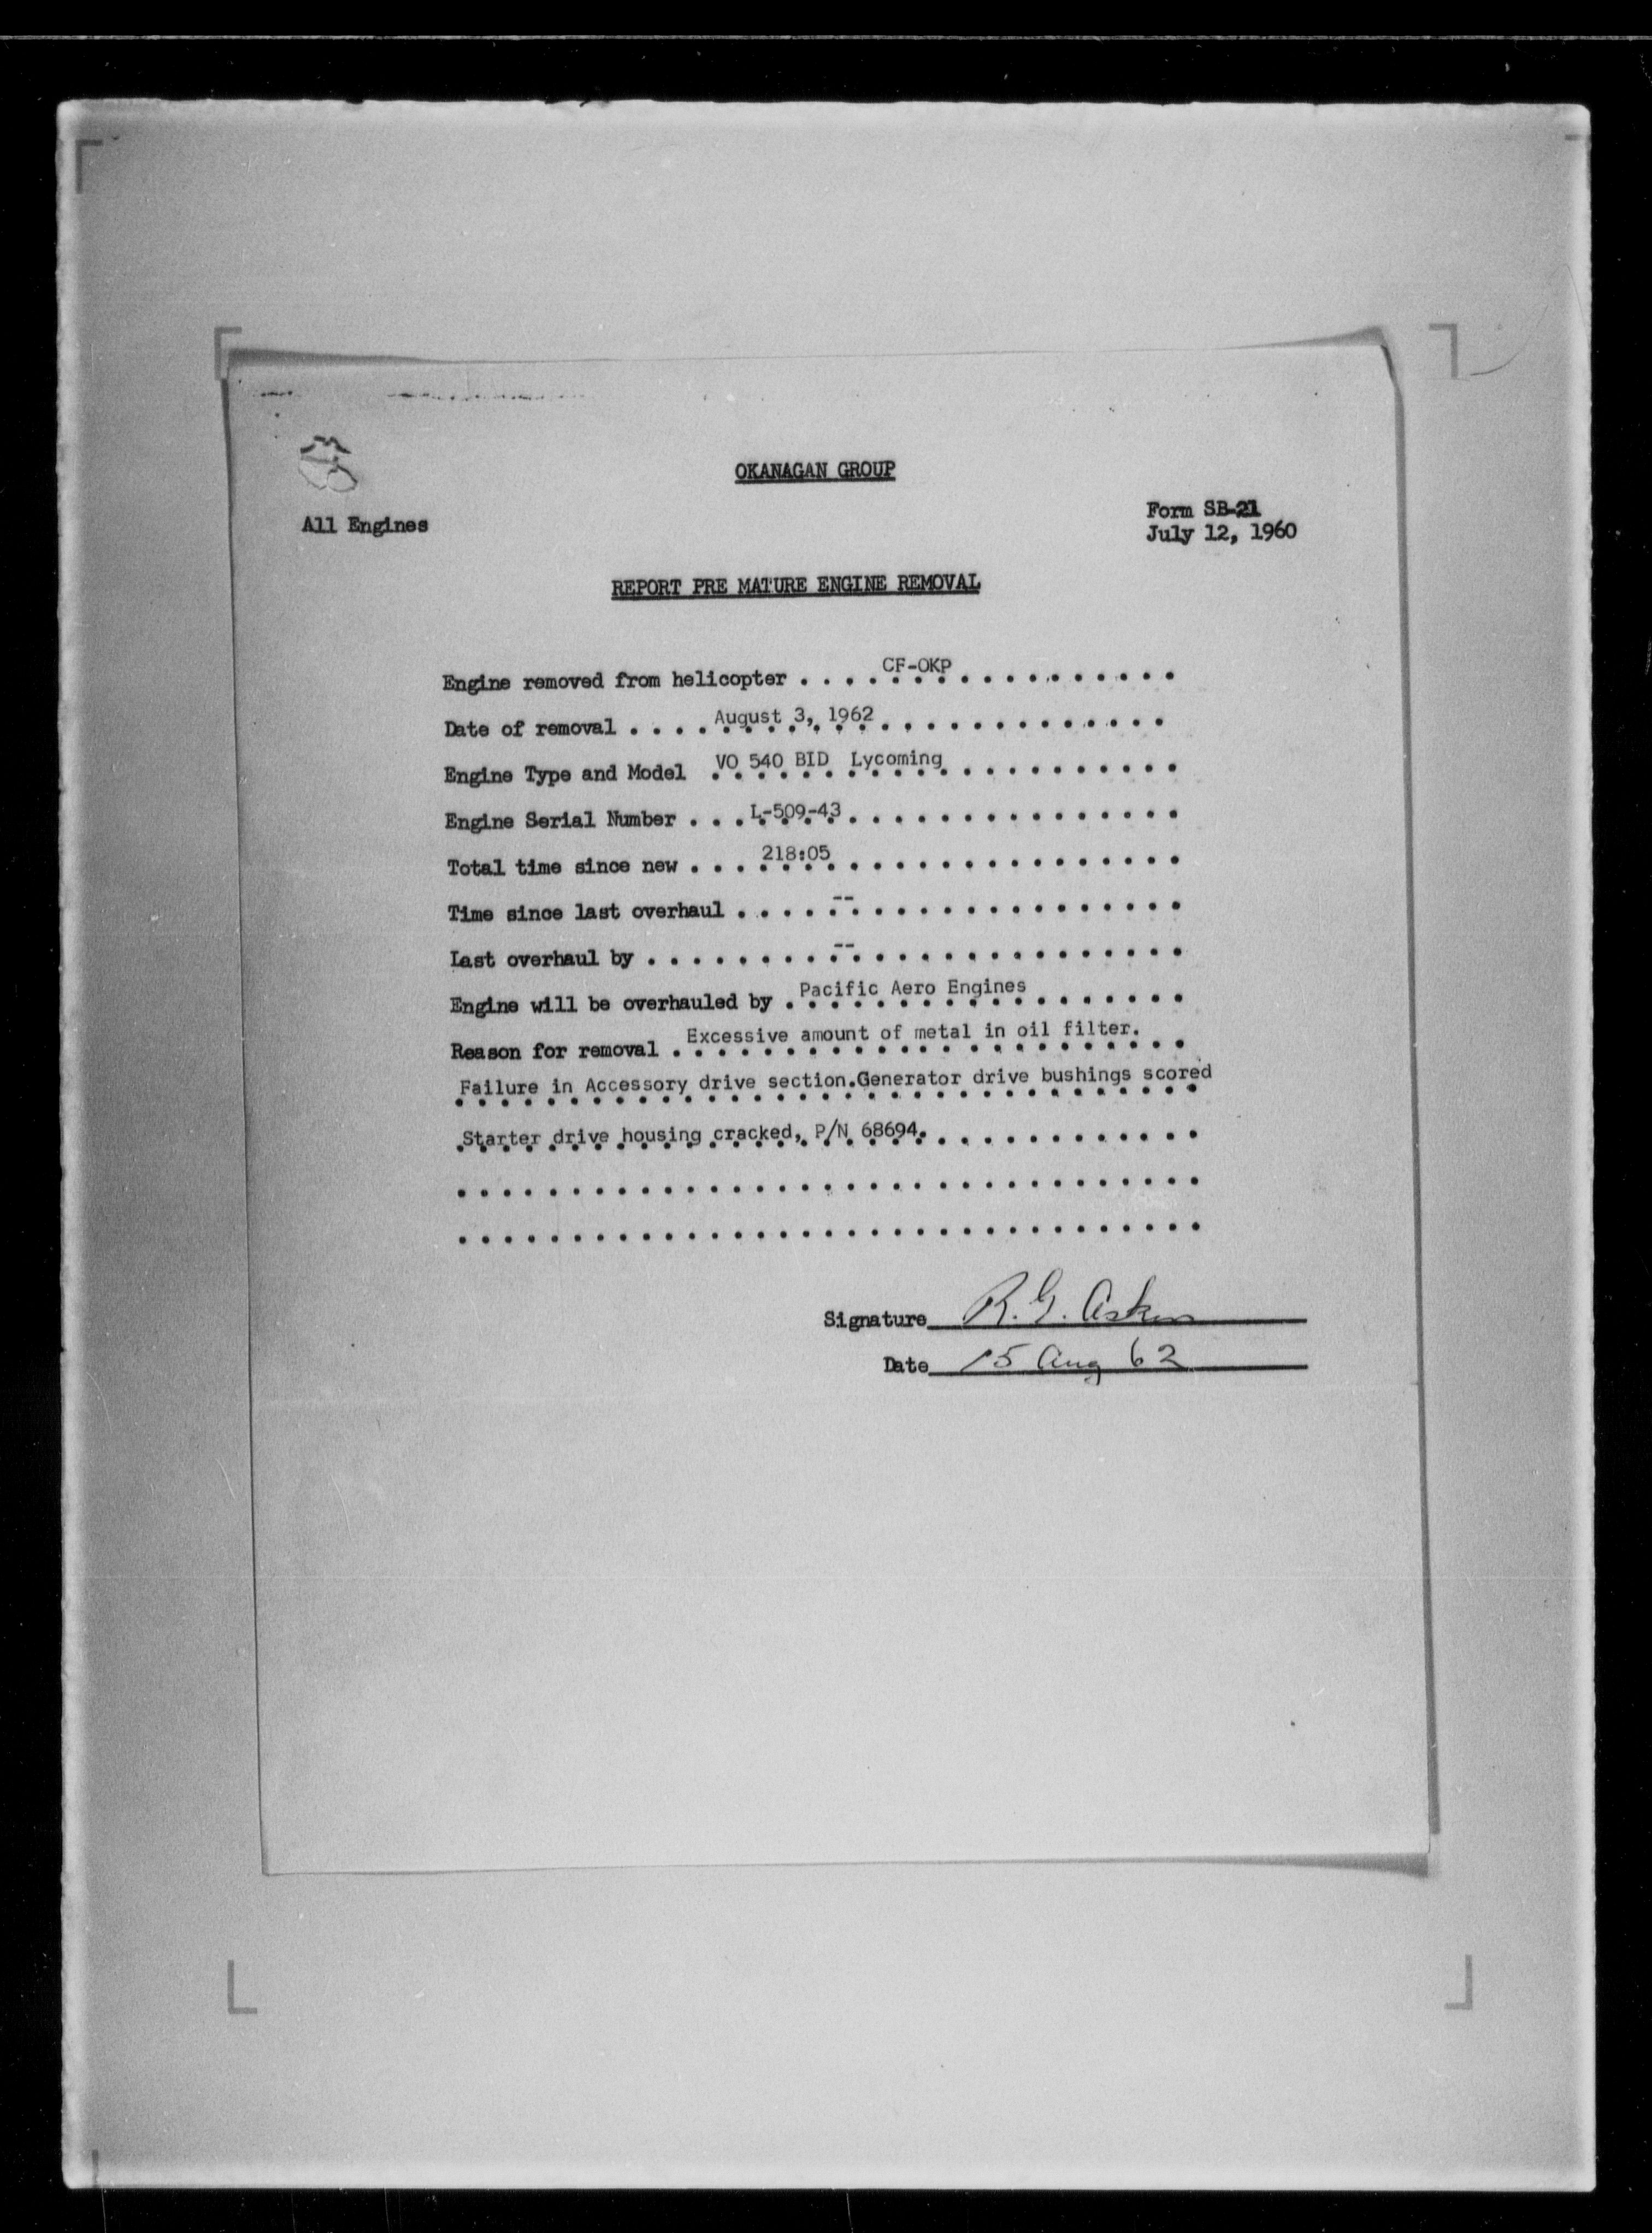 OKANAGAN GROUP
All Engines
Form SB-21
July 12, 1960
REPORT PRE MATURE ENGINE REMOVAL
Engine removed from helicopter . . . . CF-OKP . . . . . . . . . .
Date of removal . . . . August 3, 1962 . . . . . . . . . . . . .
Engine Type and Model VO 540 BID Lycoming . . . . . . . . . .
Engine Serial Number . . . L-509-43 . . . . . . . . . . . . . . .
Total time since new . . . 218:05 . . . . . . . . . . . . . . .
Time since last overhaul . . . . -- . . . . . . . . . . . . . .
Last overhaul by . . . . . . . . -- . . . . . . . . . . . . . .
Engine will be overhauled by . Pacific Aero Engines . . . . . . .
Reason for removal . Excessive amount of metal in oil filter. . .
Failure in Accessory drive section.Generator drive bushings scored
Starter drive housing cracked, P/N 68694. . . . . . . . . . . . .
Signature R. G.
Date 15 Aug 62